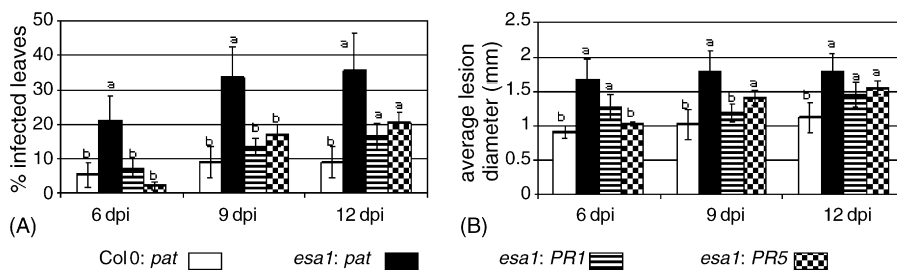 50
40
30
20
10
0
% infected leaves
a
b
b
b
a
b
b
b
a
b
a
a
6 dpi
9 dpi
12 dpi
(A)
2.5
2
1.5
1
0.5
0
average lesion
diameter (mm)
a
b
a
b
a
b
b
a
a
b
a
a
6 dpi
9 dpi
12 dpi
(B)
Col 0: pat
esa1: pat
esa1: PR1
esa1: PR5